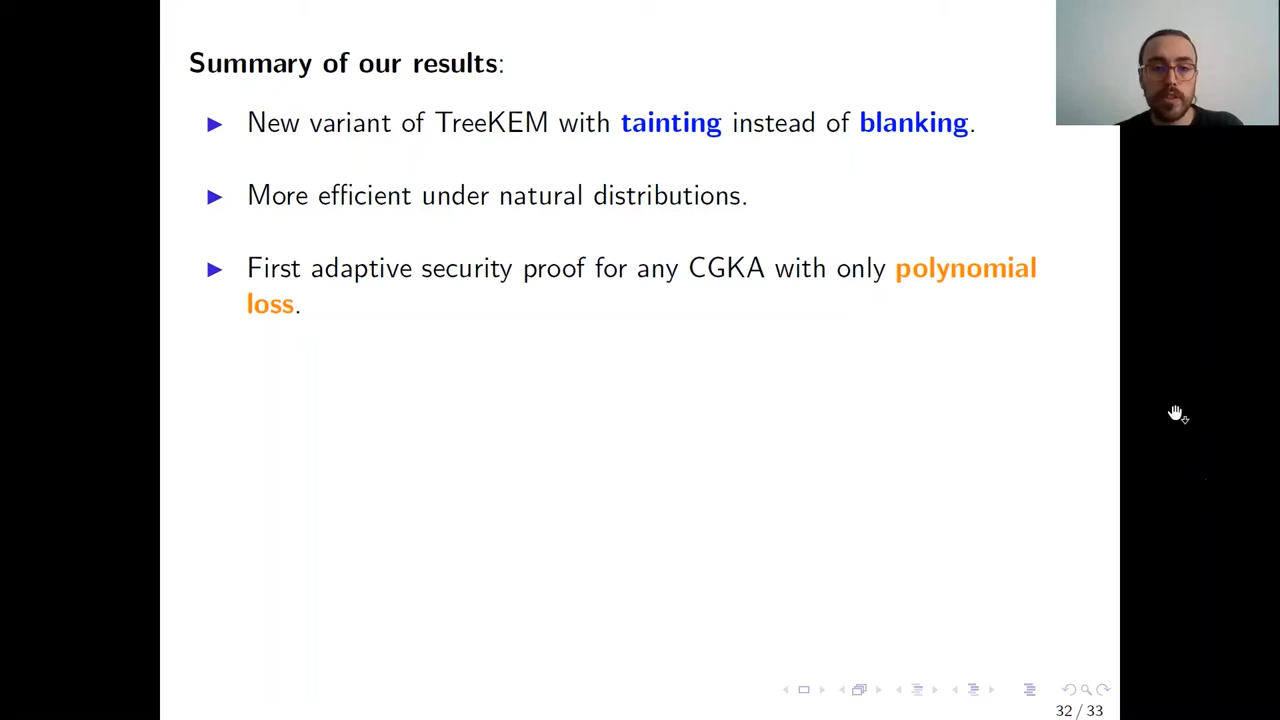 Summary of our results:
▶ New variant of TreeKEM with tainting instead of blanking.
▶ More efficient under natural distributions.
▶ First adaptive security proof for any CGKA with only polynomial
loss.
32 / 33